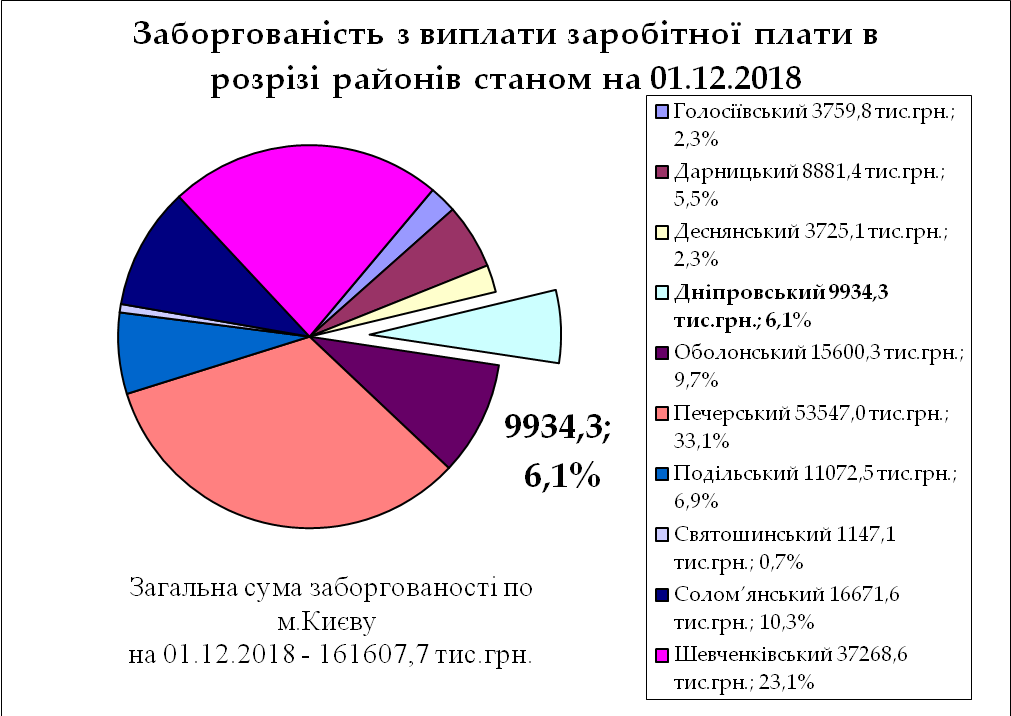 Заборгованість з виплати заробітної плати в
розрізі районів станом на 01.12.2018
Голосіївський 3759,8 тис.грн.;
2,3%
Дарницький 8881,4 тис.грн.;
5,5%
Деснянський 3725,1 тис.грн.;
2,3%
Дніпровський 9934,3
тис.грн.; 6,1%
Оболонський 15600,3 тис.грн.;
9,7%
Печерський 53547,0 тис.грн.;
33,1%
Подільський 11072,5 тис.грн.;
6,9%
Святошинський 1147,1
тис.грн.; 0,7%
Солом´янський 16671,6
тис.грн.; 10,3%
Шевченківський 37268,6
тис.грн.; 23,1%
9934,3;
6,1%
Загальна сума заборгованості по
м.Києву
на 01.12.2018 - 161607,7 тис.грн.